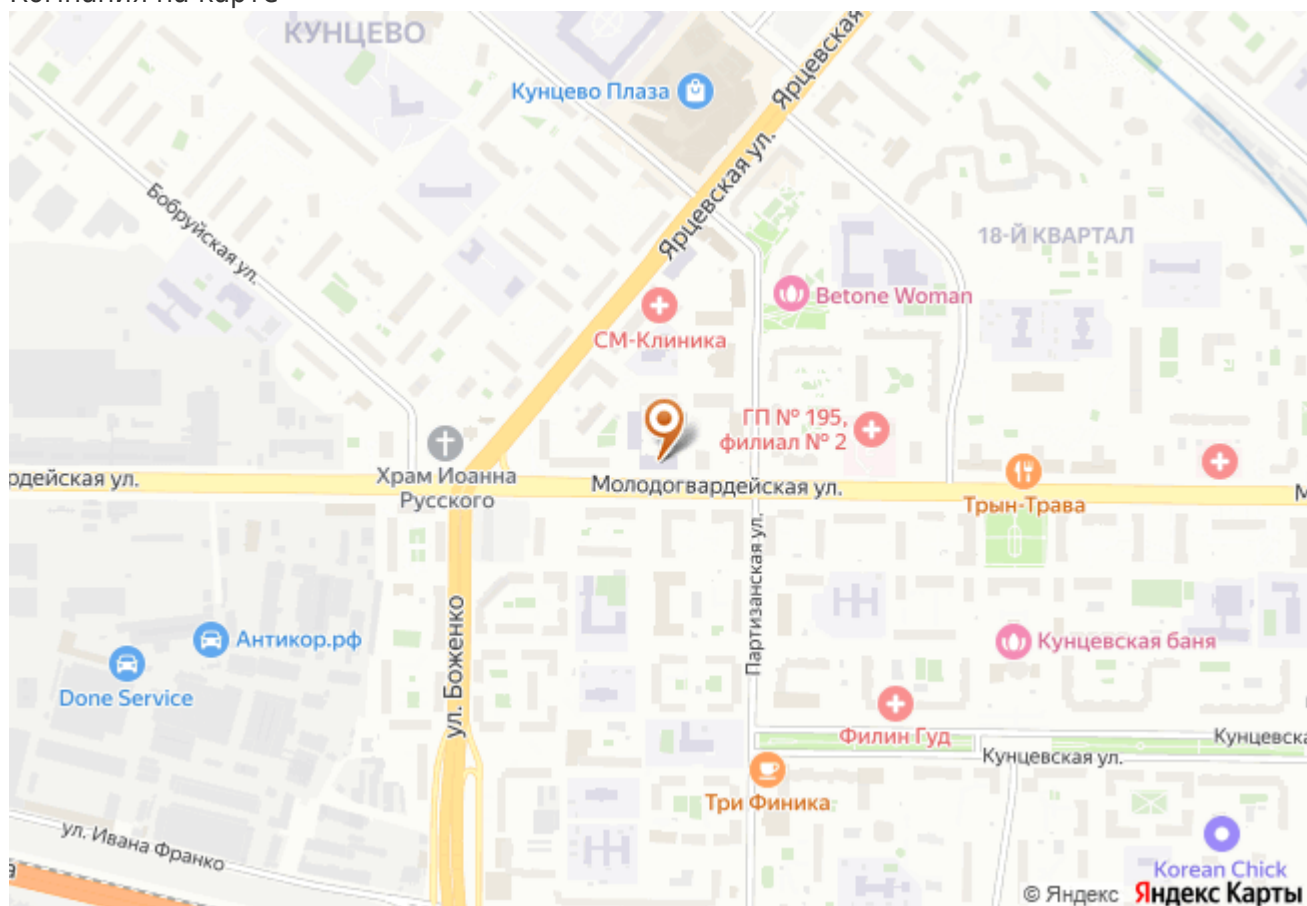 КУНЦЕВО
Кунцево Плаза
Ярцевская
Ярцевская ул.
Бобруйская ул.
18-Й КВАРТАЛ
Betone Woman
СМ-Клиника
ГП № 195,
филиал № 2
рдейская ул.
Храм Иоанна
Русского
Молодогвардейская ул.
Трын-Трава
М
Партизанская ул.
ул. Боженко
Антикор.рф
Done Service
Кунцевская баня
Филин Гуд
Кунцевска
Кунцевская ул.
Три Финика
ул. Ивана Франко
а
Korean Chick
© Яндекс Яндекс Карты